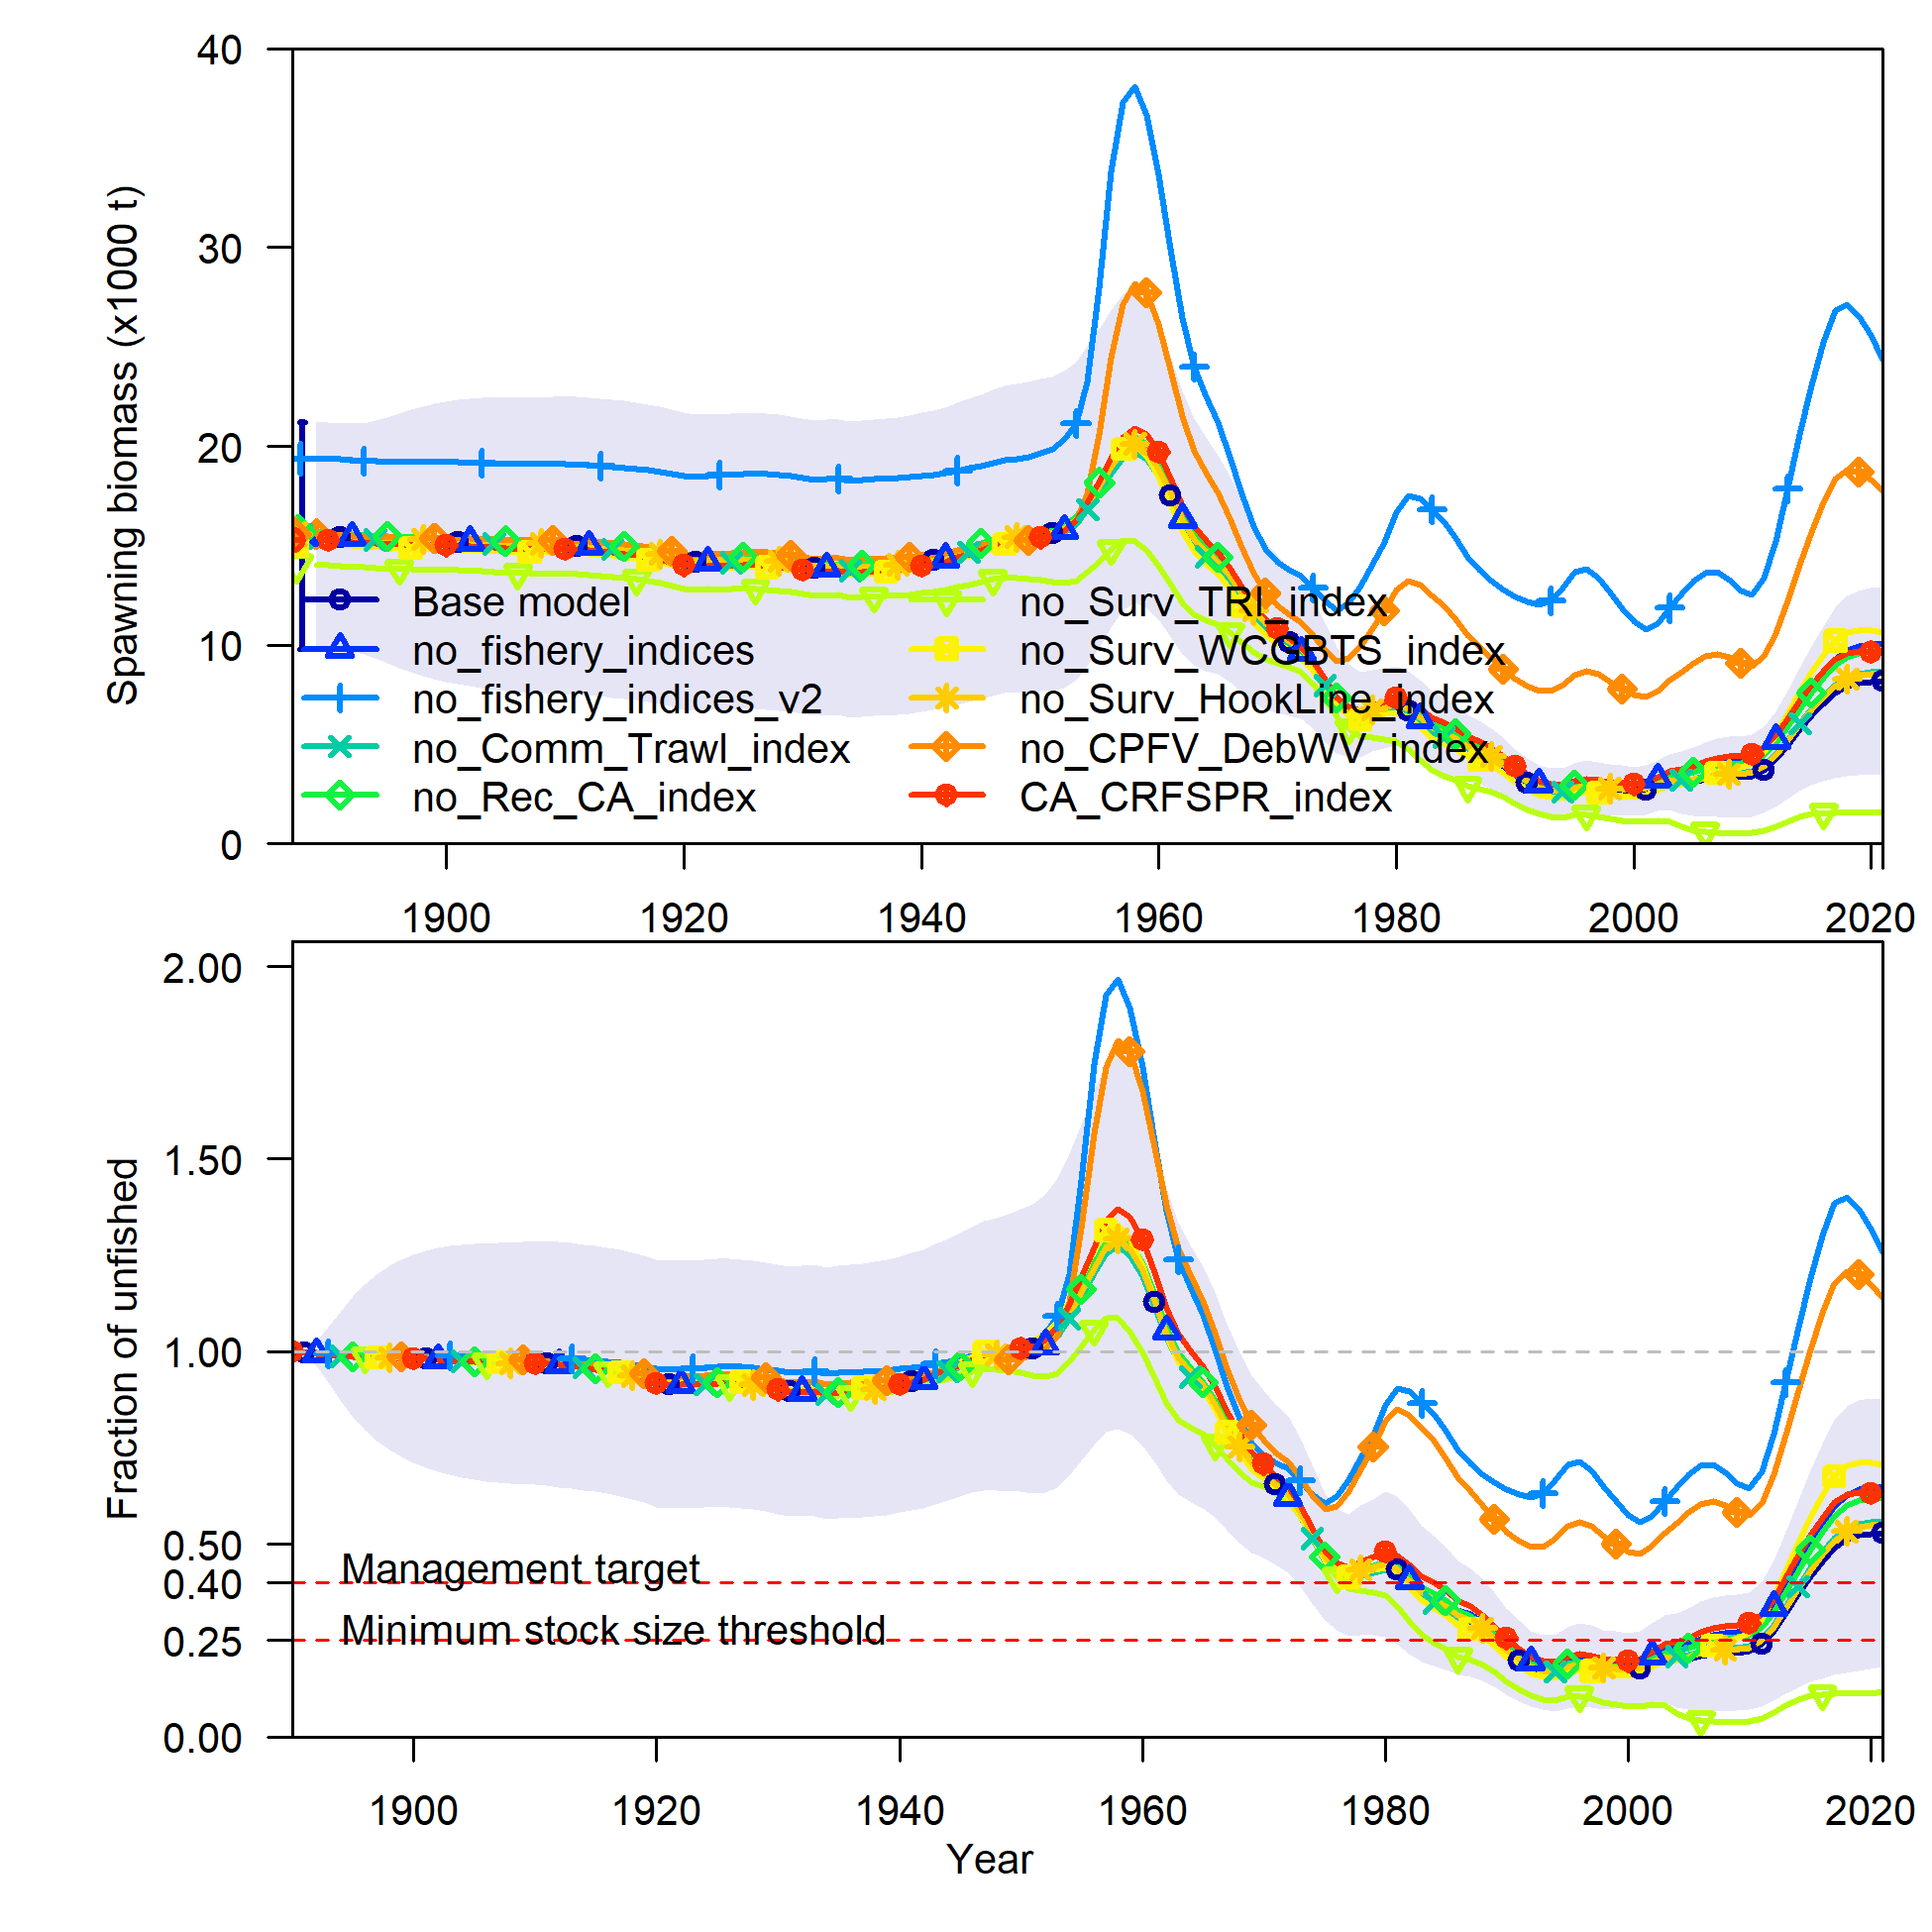 Spawning biomass (x1000 t)
40
30
20
10
0
Base model
no_fishery_indices
no_fishery_indices_v2
no_Comm_Trawl_index
no_Rec_CA_index
no_Surv_TRI_index
no_Surv_WCGBTS_index
no_Surv_HookLine_index
no_CPFV_DebWV_index
CA_CRFSPR_index
1900 1920 1940 1960 1980 2000 2020
Fraction of unfished
2.00
1.50
1.00
0.50
0.40
0.25
0.00
Management target
Minimum stock size threshold
1900 1920 1940 1960 1980 2000 2020
Year